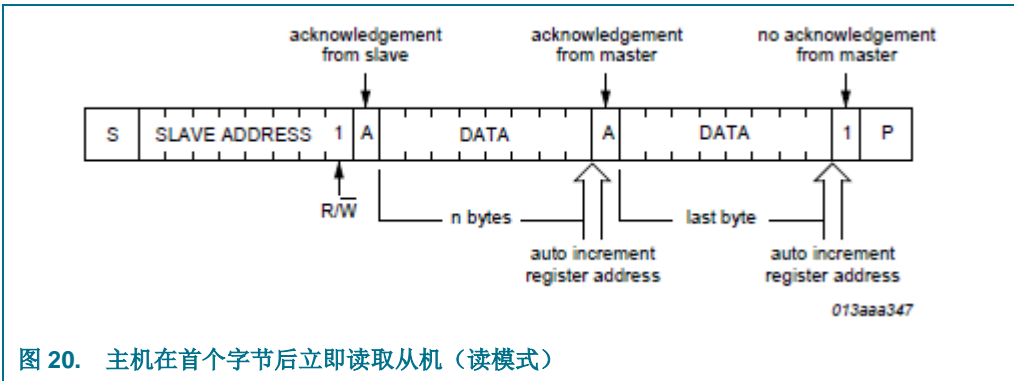 acknowledgement from slave
acknowledgement from master
no acknowledgement from master
S SLAVE ADDRESS 1 A DATA A DATA 1 P
R/W̅
n bytes
last byte
auto increment register address
auto increment register address
013aaa347
图 20. 主机在首个字节后立即读取从机（读模式）